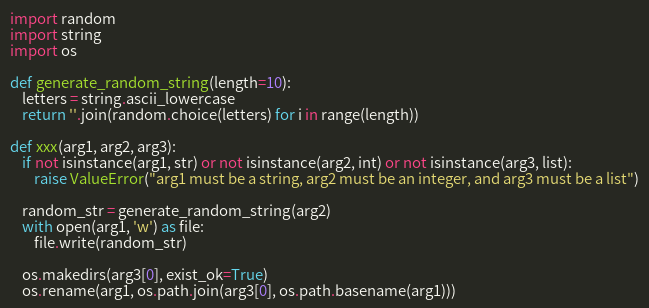 import random
import string
import os

def generate_random_string(length=10):
    letters = string.ascii_lowercase
    return ''.join(random.choice(letters) for i in range(length))

def xxx(arg1, arg2, arg3):
    if not isinstance(arg1, str) or not isinstance(arg2, int) or not isinstance(arg3, list):
        raise ValueError("arg1 must be a string, arg2 must be an integer, and arg3 must be a list")

    random_str = generate_random_string(arg2)
    with open(arg1, 'w') as file:
        file.write(random_str)

    os.makedirs(arg3[0], exist_ok=True)
    os.rename(arg1, os.path.join(arg3[0], os.path.basename(arg1)))